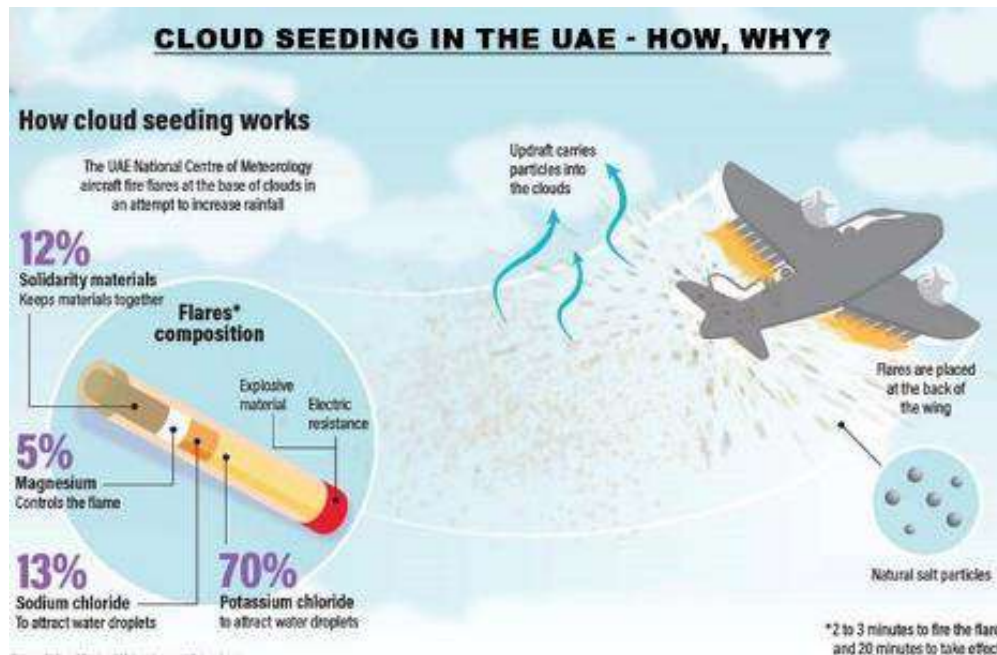 CLOUD SEEDING IN THE UAE - HOW, WHY?
How cloud seeding works
The UAE National Centre of Meteorology
aircraft fire flares at the base of clouds in
an attempt to increase rainfall
Updraft carries
particles into
the clouds
12%
Solidarity materials
Keeps materials together
Flares*
composition
Explosive
material
Electric
resistance
Flares are placed
at the back of
the wing
5%
Magnesium
Controls the flame
13%
Sodium chloride
To attract water droplets
70%
Potassium chloride
to attract water droplets
Natural salt particles
*2 to 3 minutes to fire the flar
and 20 minutes to take effec